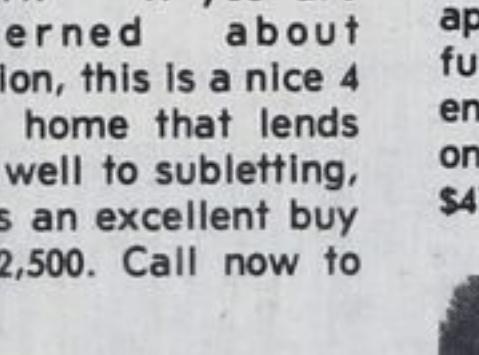 erned about
ion, this is a nice 4
home that lends
well to subletting,
s an excellent buy
2,500. Call now to
ap
fu
en
on
$4